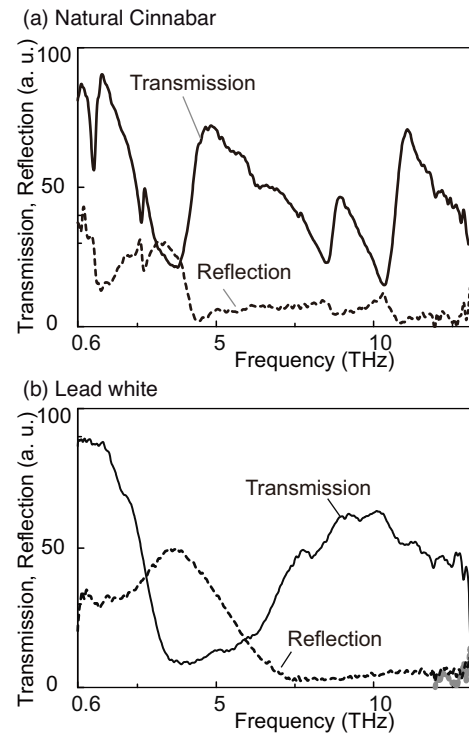 (a) Natural Cinnabar
100
Transmission
50
Reflection
0
0.6 5 10
Frequency (THz)
Transmission, Reflection (a. u.)
(b) Lead white
100
Transmission
50
Reflection
0
0.6 5 10
Frequency (THz)
Transmission, Reflection (a. u.)